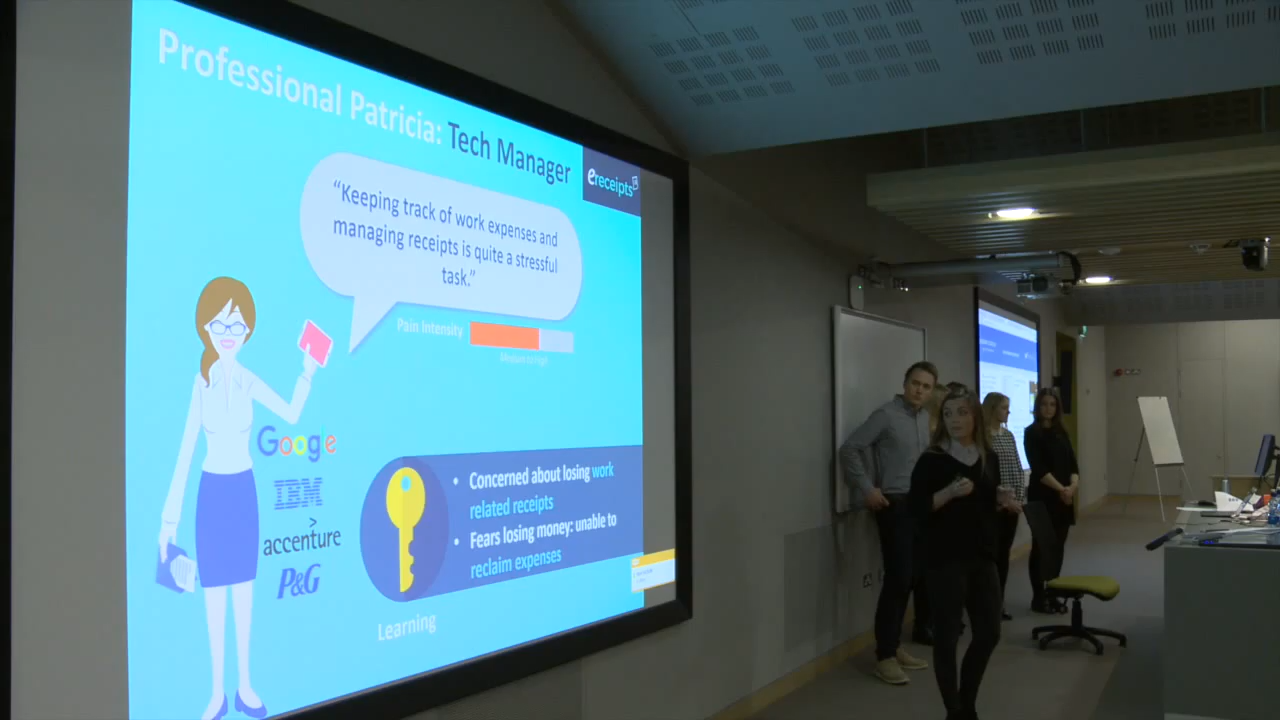 Professional Patricia: Tech Manager
ereceipts
“Keeping track of work expenses and
managing receipts is quite a stressful
task.”
Pain Intensity
Google
IBM
accenture
P&G
• Concerned about losing work
related receipts
• Fears losing money: unable to
reclaim expenses
Learning